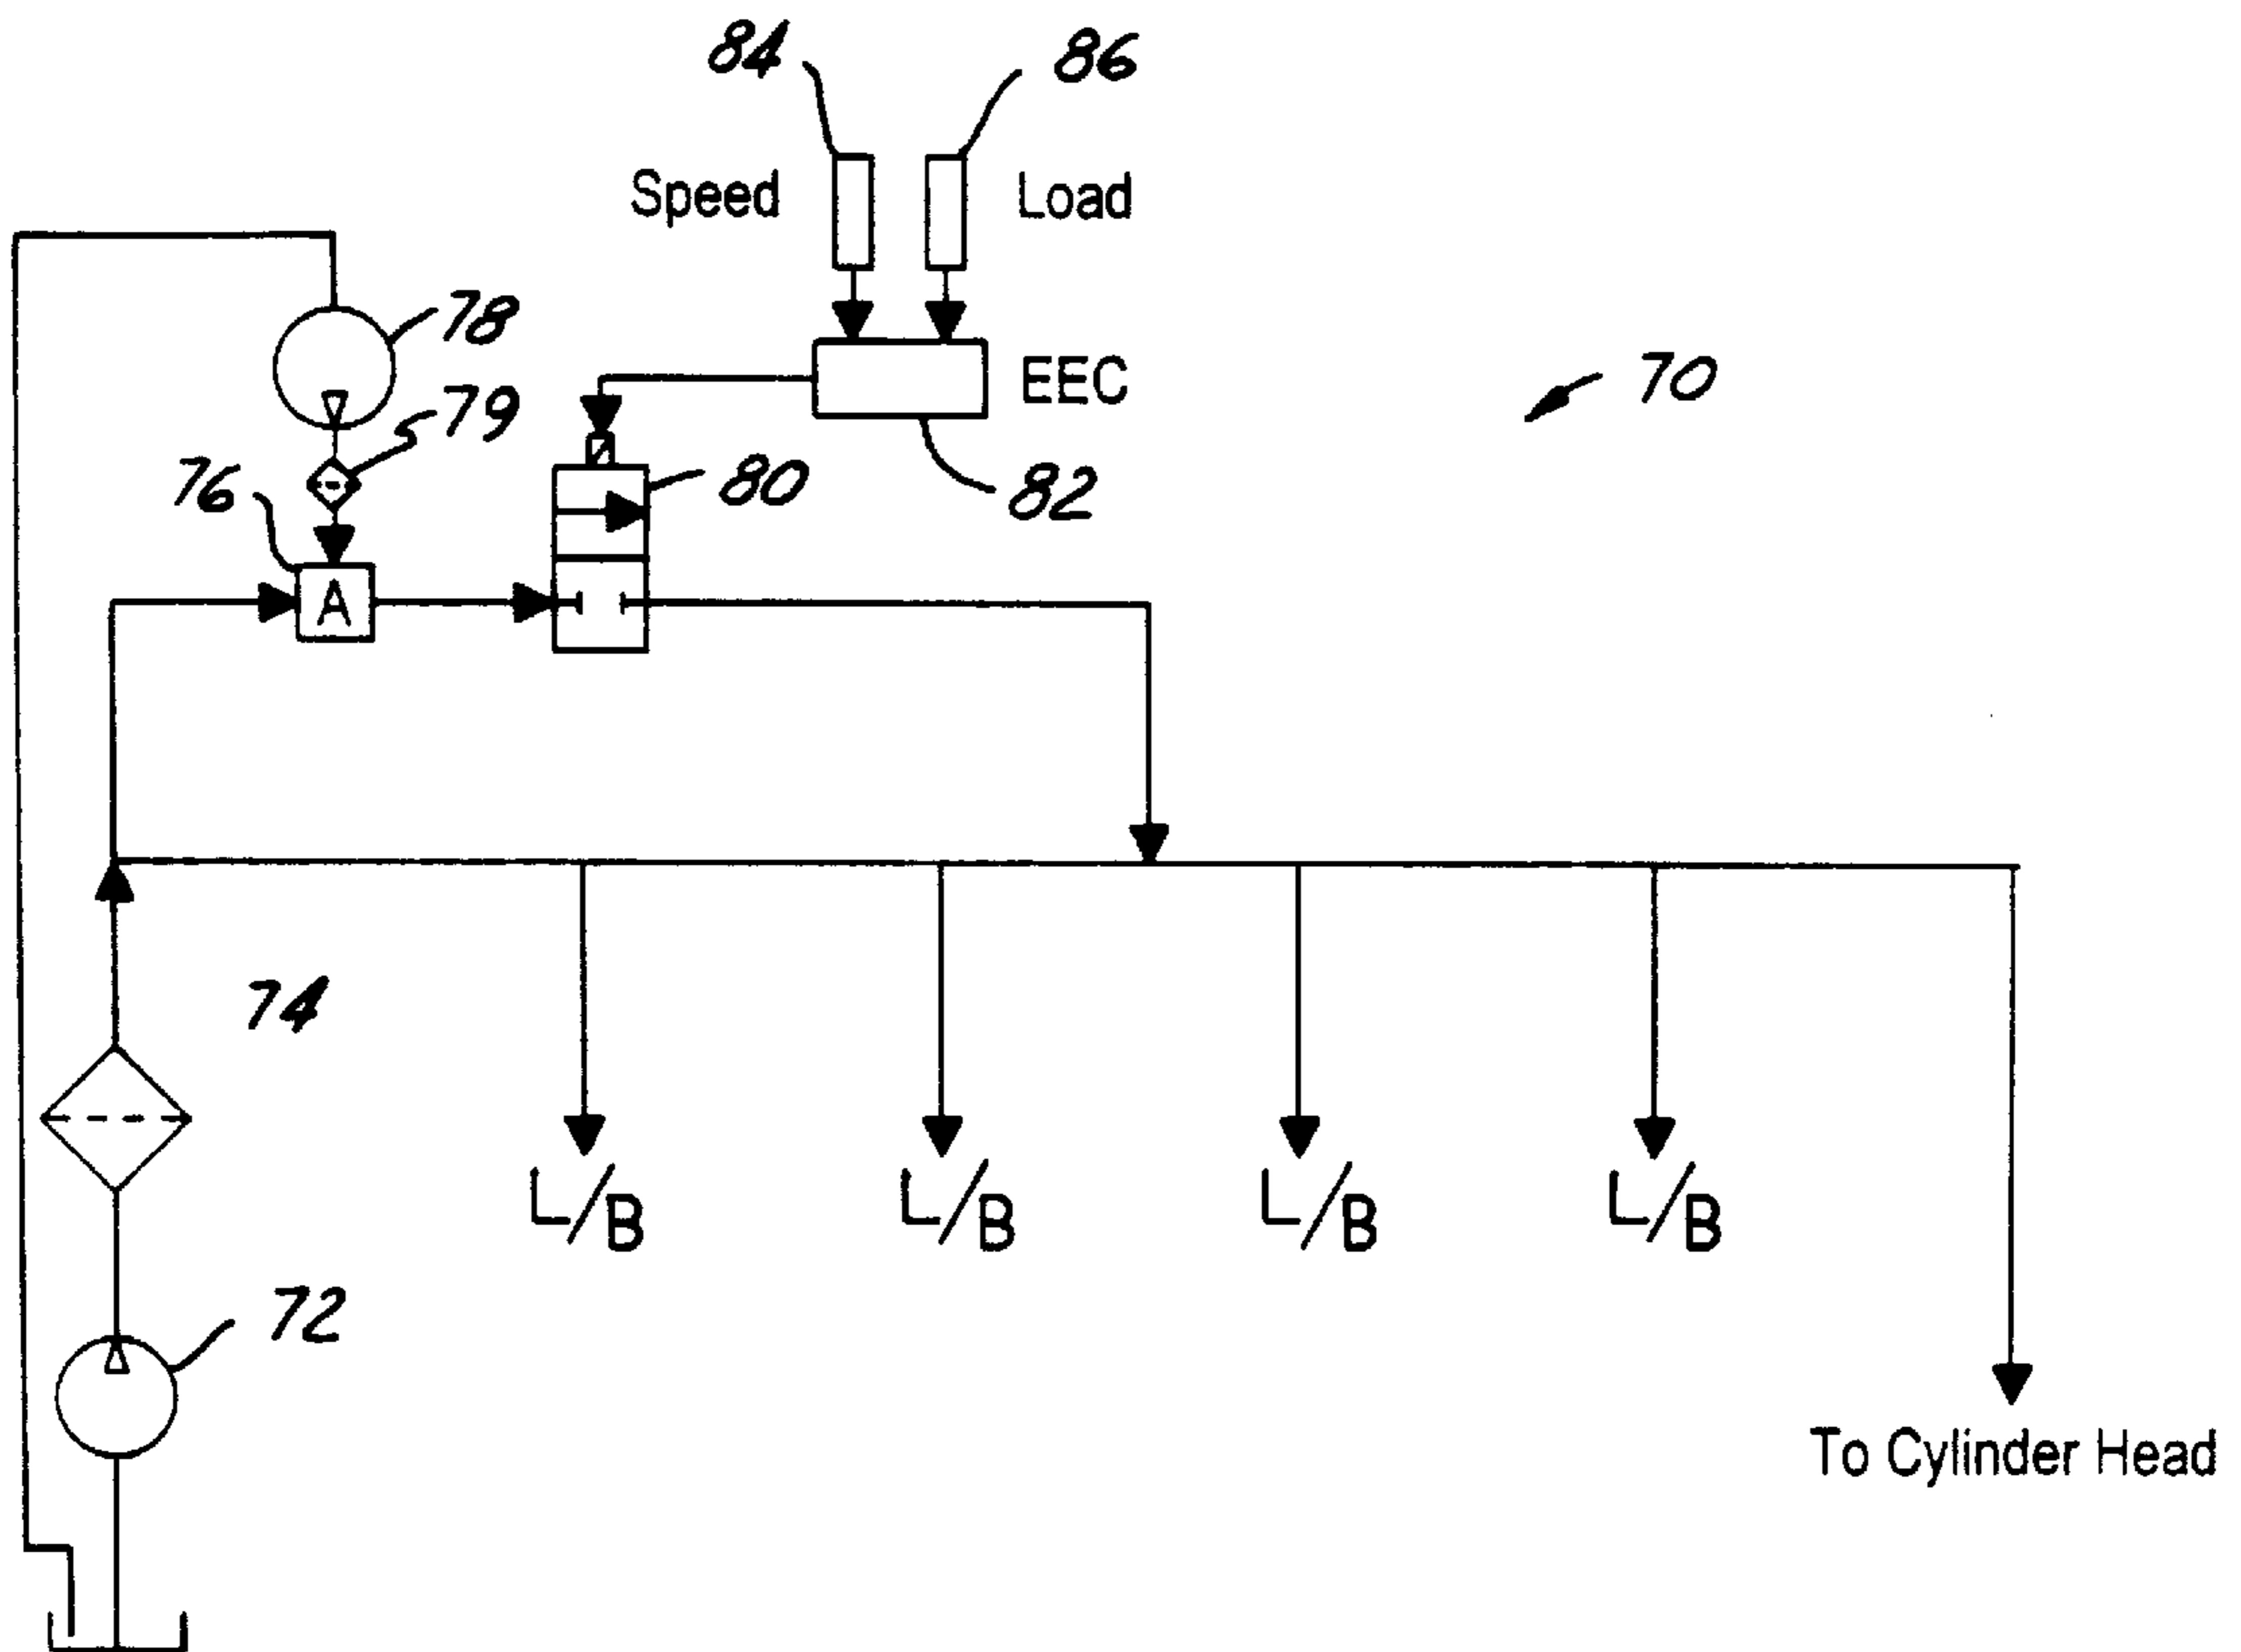 84
86
Speed
Load
78
EEC
70
79
76
80
82
A
74
L/B
L/B
L/B
L/B
72
To Cylinder Head